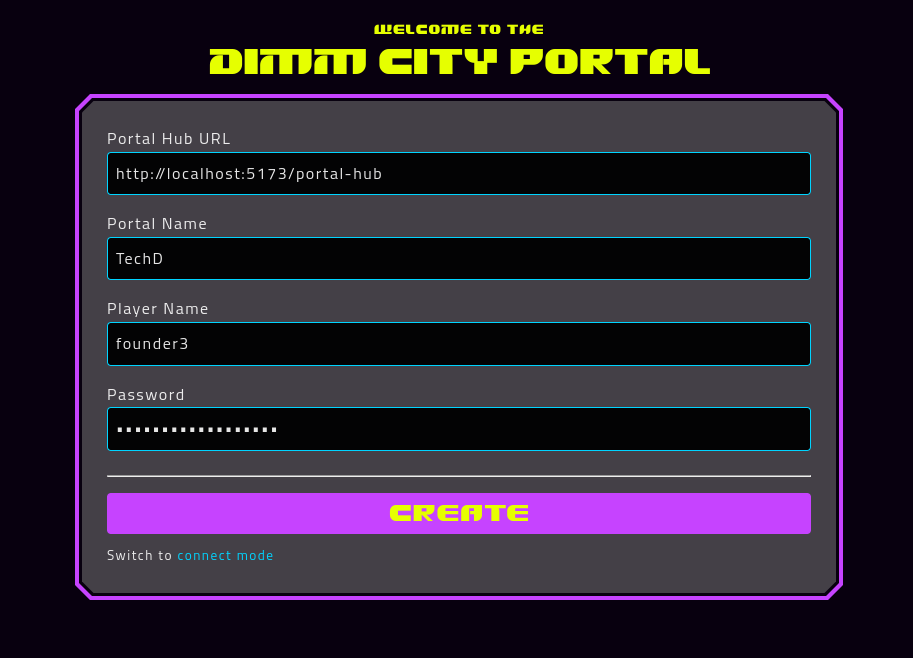 WELCOME TO THE
DIMM CITY PORTAL
Portal Hub URL
http://localhost:5173/portal-hub
Portal Name
TechD
Player Name
founder3
Password
••••••••••••••••••
CREATE
Switch to connect mode